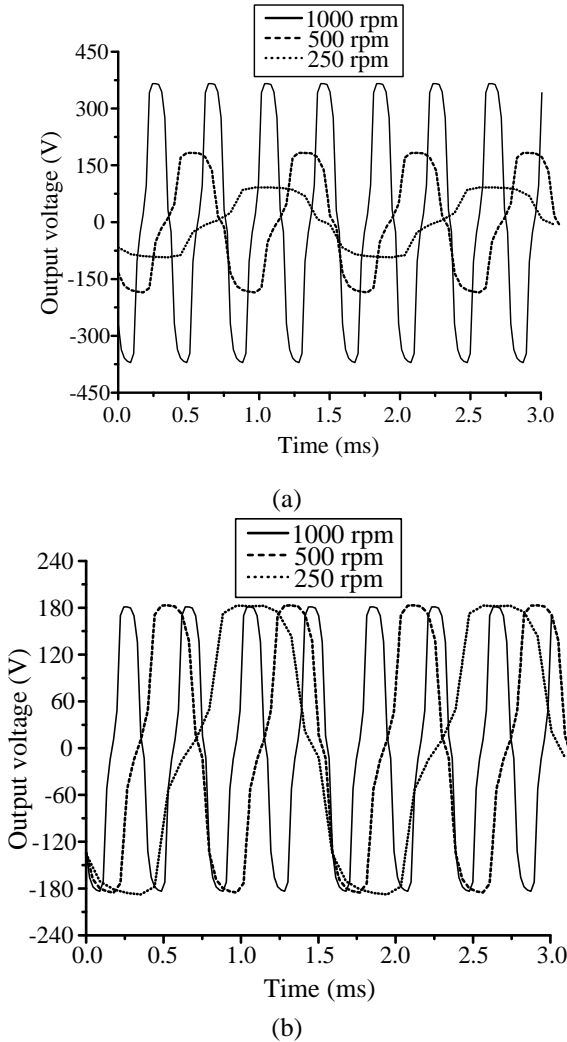 1000 rpm
500 rpm
250 rpm
450
300
150
0
-150
-300
-450
Output voltage (V)
0.0 0.5 1.0 1.5 2.0 2.5 3.0
Time (ms)
(a)
1000 rpm
500 rpm
250 rpm
240
180
120
60
0
-60
-120
-180
-240
Output voltage (V)
0.0 0.5 1.0 1.5 2.0 2.5 3.0
Time (ms)
(b)